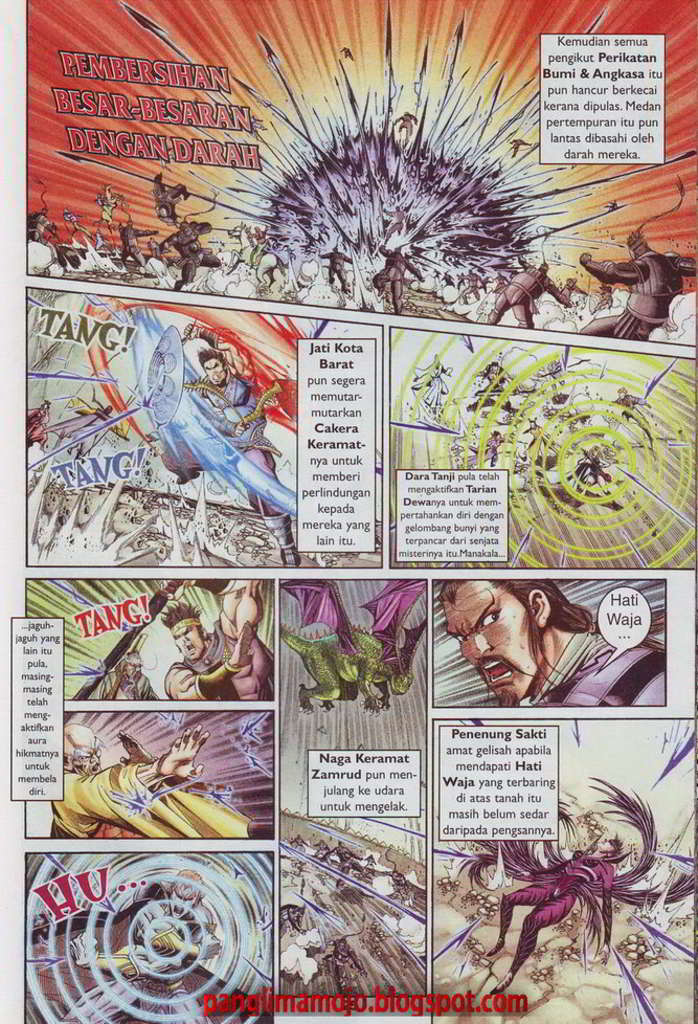 PEMBERSIHAN
BESAR-BESARAN
DENGAN DARAH
Kemudian semua
pengikut Perikatan
Bumi & Angkasa itu
pun hancur berkecai
kerana dipulas. Medan
pertempuran itu pun
lantas dibasahi oleh
darah mereka.
TANG!
TANG!
Jati Kota
Barat
pun segera
memutar-
mutarkan
Cakera
Keramat-
nya untuk
memberi
perlindungan
kepada
mereka yang
lain itu.
Dara Tanji pula telah
mengaktifkan Tarian
Dewanya untuk mem-
pertahankan diri dengan
gelombang bunyi yang
terpancar dari senjata
misterinya itu.Manakala...
TANG!
...jaguh-
jaguh yang
lain itu
pula,
masing-
masing
telah
meng-
aktifkan
aura
hikmatnya
untuk
membela
diri.
HU...
Naga Keramat
Zamrud pun men-
julang ke udara
untuk mengelak.
Hati
Waja
...
Penenung Sakti
amat gelisah apabila
mendapati Hati
Waja yang terbaring
di atas tanah itu
masih belum sedar
daripada pengsannya.
panglimamojo.blogspot.com